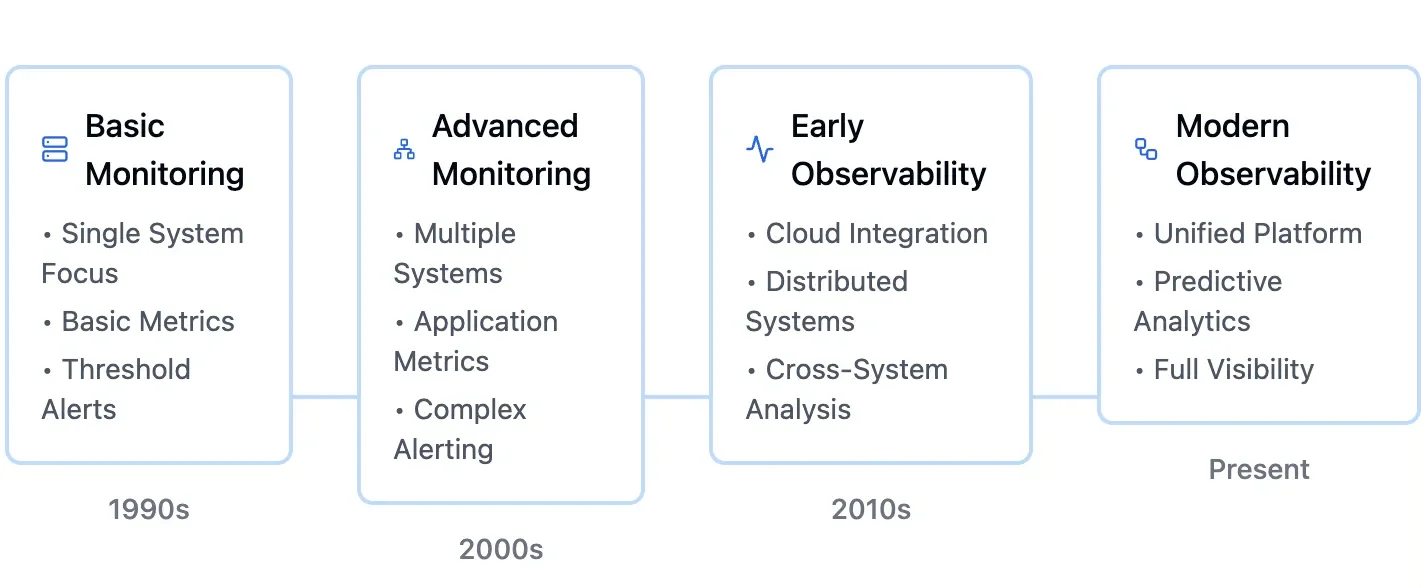 Basic
Monitoring
• Single System
Focus
• Basic Metrics
• Threshold
Alerts
1990s
Advanced
Monitoring
• Multiple
Systems
• Application
Metrics
• Complex
Alerting
2000s
Early
Observability
• Cloud Integration
• Distributed
Systems
• Cross-System
Analysis
2010s
Modern
Observability
• Unified Platform
• Predictive
Analytics
• Full Visibility
Present